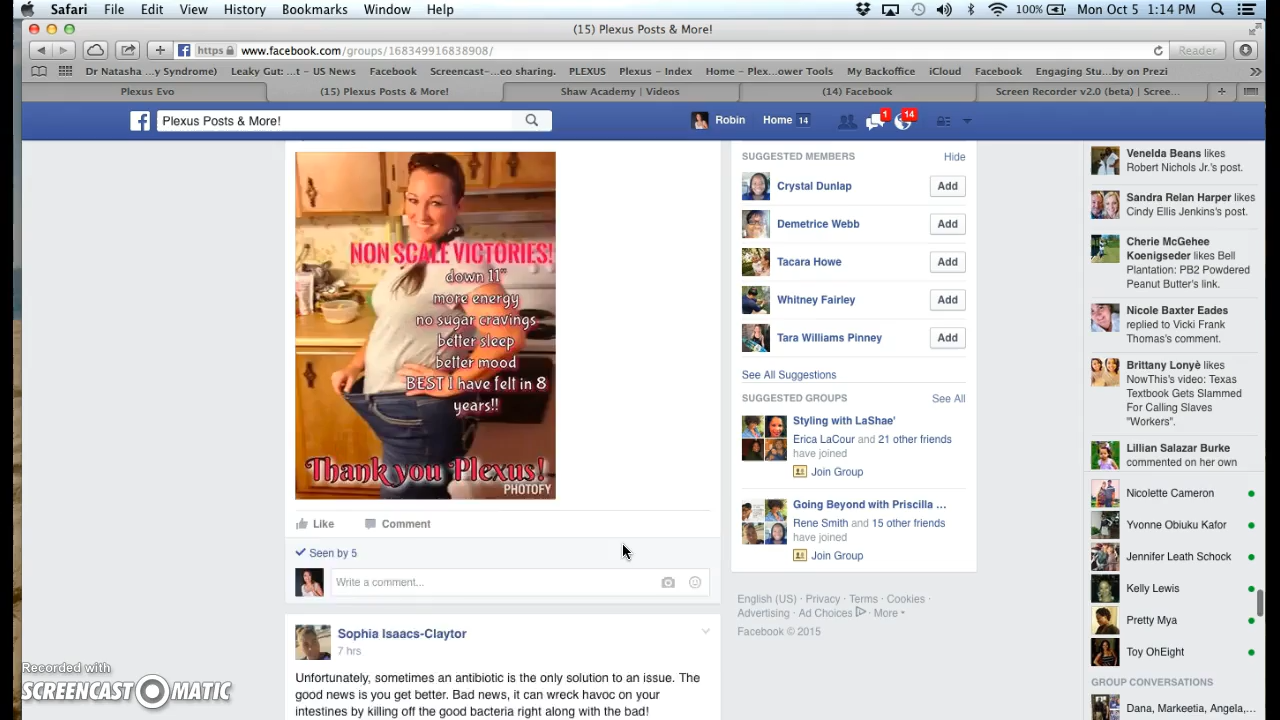 Safari File Edit View History Bookmarks Window Help
100% Mon Oct 5 1:14 PM
(15) Plexus Posts & More!
https www.facebook.com/groups/168349916838908/
Reader
Dr Natasha ...y Syndrome) Leaky Gut: ...t - US News Facebook Screencast-...eo sharing. PLEXUS Plexus - Index Home - Plex...ower Tools My Backoffice iCloud Facebook Engaging Stu...by on Prezi
Plexus Evo (15) Plexus Posts & More! Shaw Academy | Videos (14) Facebook Screen Recorder v2.0 (beta) | Scree...
Plexus Posts & More!
Robin Home 14 1 14
NON SCALE VICTORIES!
down 11"
more energy
no sugar cravings
better sleep
better mood
BEST I have felt in 8
years!!
Thank you Plexus!
PHOTOFY
Like Comment
Seen by 5
Write a comment...
Sophia Isaacs-Claytor
7 hrs
Unfortunately, sometimes an antibiotic is the only solution to an issue. The
good news is you get better. Bad news, it can wreck havoc on your
intestines by killing off the good bacteria right along with the bad!
SUGGESTED MEMBERS Hide
Crystal Dunlap Add
Demetrice Webb Add
Tacara Howe Add
Whitney Fairley Add
Tara Williams Pinney Add
See All Suggestions
SUGGESTED GROUPS See All
Styling with LaShae'
Erica LaCour and 21 other friends
have joined
Join Group
Going Beyond with Priscilla ...
Rene Smith and 15 other friends
have joined
Join Group
English (US) · Privacy · Terms · Cookies ·
Advertising · Ad Choices · More
Facebook © 2015
Venelda Beans likes
Robert Nichols Jr.'s post.
Sandra Relan Harper likes
Cindy Ellis Jenkins's post.
Cherie McGehee
Koenigseder likes Bell
Plantation: PB2 Powdered
Peanut Butter's link.
Nicole Baxter Eades
replied to Vicki Frank
Thomas's comment.
Brittany Lonyè likes
NowThis's video: Texas
Textbook Gets Slammed
For Calling Slaves
"Workers".
Lillian Salazar Burke
commented on her own
Nicolette Cameron
Yvonne Obiuku Kafor
Jennifer Leath Schock
Kelly Lewis
Pretty Mya
Toy OhEight
GROUP CONVERSATIONS
Dana, Marketia, Angela,...
Recorded with
SCREENCAST MATIC